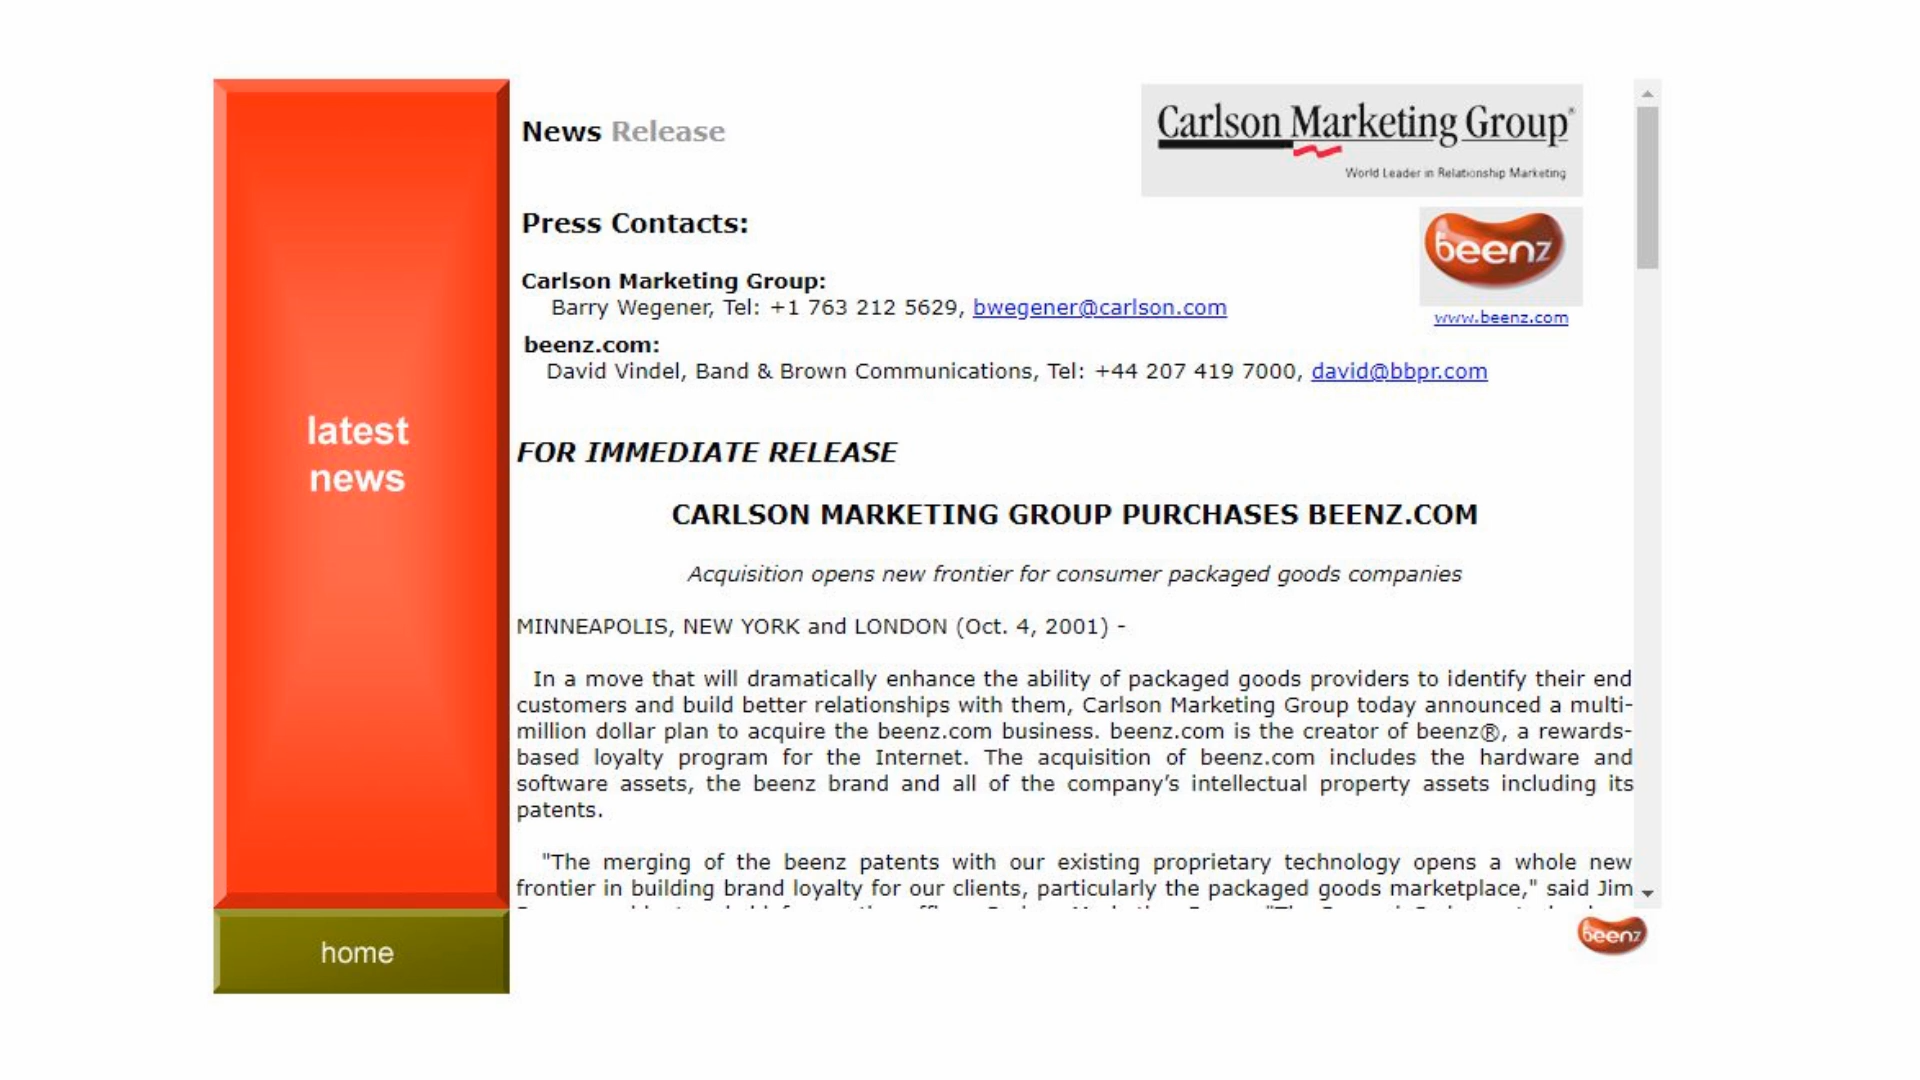 News Release
Carlson Marketing Group®
World Leader in Relationship Marketing
Press Contacts:
beenz
www.beenz.com
Carlson Marketing Group:
Barry Wegener, Tel: +1 763 212 5629, bwegener@carlson.com
beenz.com:
David Vindel, Band & Brown Communications, Tel: +44 207 419 7000, david@bbpr.com
latest
news
FOR IMMEDIATE RELEASE
CARLSON MARKETING GROUP PURCHASES BEENZ.COM
Acquisition opens new frontier for consumer packaged goods companies
MINNEAPOLIS, NEW YORK and LONDON (Oct. 4, 2001) -
In a move that will dramatically enhance the ability of packaged goods providers to identify their end
customers and build better relationships with them, Carlson Marketing Group today announced a multi-
million dollar plan to acquire the beenz.com business. beenz.com is the creator of beenz®, a rewards-
based loyalty program for the Internet. The acquisition of beenz.com includes the hardware and
software assets, the beenz brand and all of the company's intellectual property assets including its
patents.
"The merging of the beenz patents with our existing proprietary technology opens a whole new
frontier in building brand loyalty for our clients, particularly the packaged goods marketplace," said Jim
home
beenz